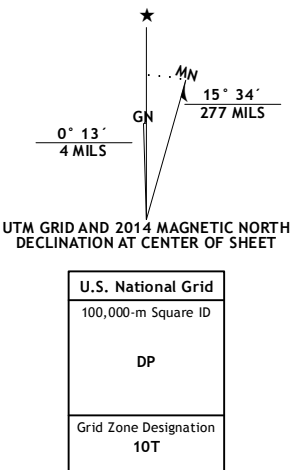 ★
MN
15° 34´
277 MILS
GN
0° 13´
4 MILS
UTM GRID AND 2014 MAGNETIC NORTH
DECLINATION AT CENTER OF SHEET
U.S. National Grid
100,000-m Square ID
DP
Grid Zone Designation
10T